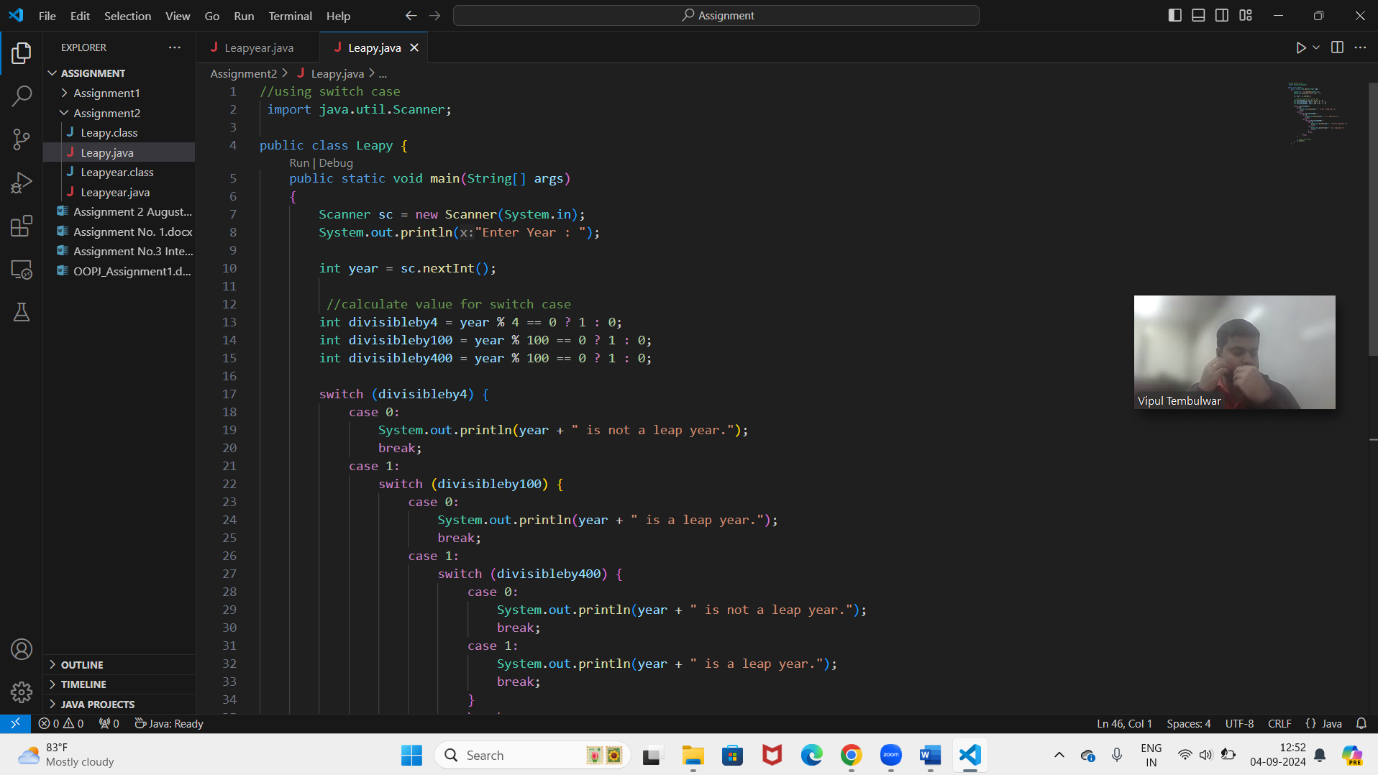 File Edit Selection View Go Run Terminal Help
Assignment
EXPLORER
ASSIGNMENT
Assignment1
Assignment2
Leapy.class
Leapy.java
Leapyear.class
Leapyear.java
Assignment 2 August...
Assignment No. 1.docx
Assignment No.3 Inte...
OOPJ_Assignment1.d...
OUTLINE
TIMELINE
JAVA PROJECTS
Leapyear.java
Leapy.java
Assignment2 > Leapy.java > ...
1 //using switch case
2 import java.util.Scanner;
3
4 public class Leapy {
Run | Debug
5 public static void main(String[] args)
6 {
7 Scanner sc = new Scanner(System.in);
8 System.out.println(x:"Enter Year : ");
9
10 int year = sc.nextInt();
11
12 //calculate value for switch case
13 int divisibleby4 = year % 4 == 0 ? 1 : 0;
14 int divisibleby100 = year % 100 == 0 ? 1 : 0;
15 int divisibleby400 = year % 100 == 0 ? 1 : 0;
16
17 switch (divisibleby4) {
18 case 0:
19 System.out.println(year + " is not a leap year.");
20 break;
21 case 1:
22 switch (divisibleby100) {
23 case 0:
24 System.out.println(year + " is a leap year.");
25 break;
26 case 1:
27 switch (divisibleby400) {
28 case 0:
29 System.out.println(year + " is not a leap year.");
30 break;
31 case 1:
32 System.out.println(year + " is a leap year.");
33 break;
34 }
Vipul Tembulwar
0 0 0 Java: Ready
Ln 46, Col 1 Spaces: 4 UTF-8 CRLF {} Java
83°F
Mostly cloudy
Search
zoom
ENG
IN
12:52
04-09-2024
PRE